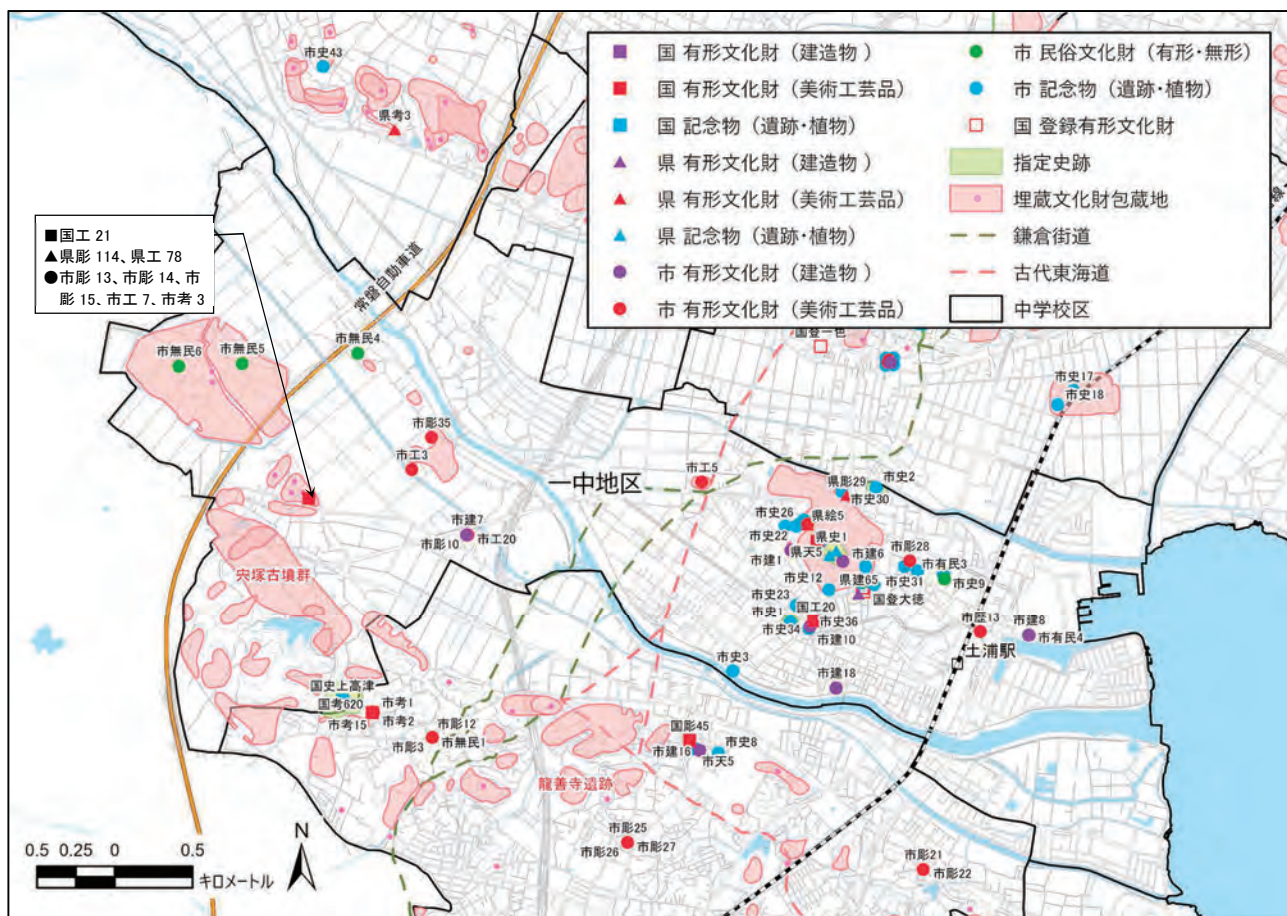 市史43
県考3
■国工 21
▲県彫 114、県工 78
●市彫 13、市彫 14、市
彫 15、市工 7、市考 3
国 有形文化財（建造物 ）
国 有形文化財（美術工芸品）
国 記念物（遺跡・植物）
県 有形文化財（建造物 ）
県 有形文化財（美術工芸品）
県 記念物（遺跡・植物）
市 有形文化財（建造物 ）
市 有形文化財（美術工芸品）
市 民俗文化財（有形・無形）
市 記念物（遺跡・植物）
国 登録有形文化財
指定史跡
埋蔵文化財包蔵地
鎌倉街道
古代東海道
中学校区
線
常磐自動車道
国登一色
市無民6
市無民5
市無民4
市史17
市史18
市彫35
市工3
市工5
一中地区
県彫29
市史2
市史30
市史26
県絵5
市史22
県史1
市建7
市彫10
市工20
市建1
県天5
市建6
市彫28
市有民3
市史9
市史31
県建65
国登大徳
市史12
市史23
国工20
市史1
市史36
市史34
市建10
宍塚古墳群
市歴13
市建8
市有民4
土浦駅
市史3
市建18
国史上高津
国考620
市考15
市考1
市考2
市彫12
市彫3
市無民1
国彫45
市建16
市史8
市天5
龍善寺遺跡
市彫25
市彫26
市彫27
市彫21
市彫22
N
0.5 0.25 0 0.5
キロメートル